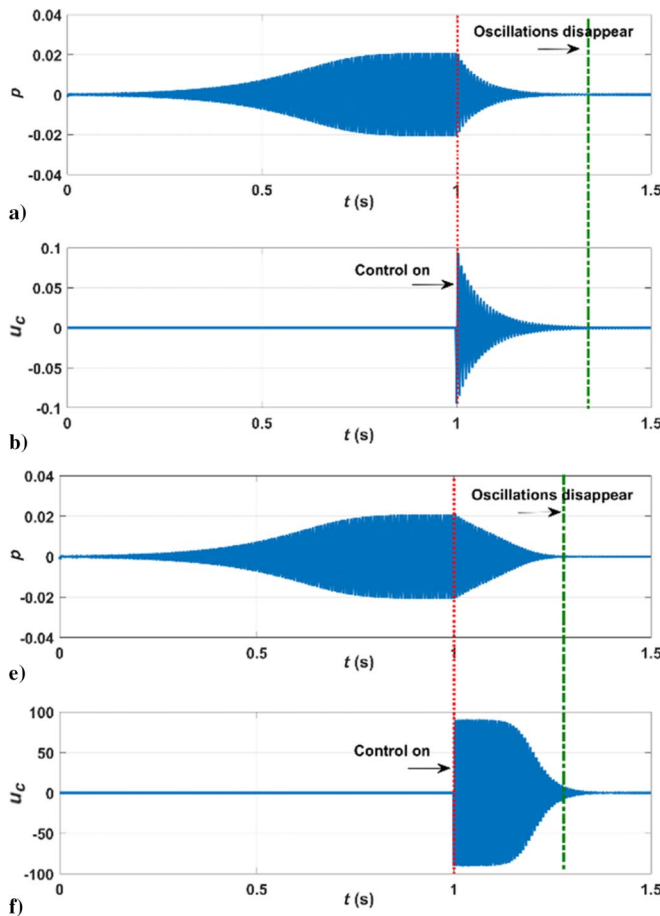 0.04
Oscillations disappear
0.02
p
0
-0.02
-0.04
0 0.5 1 1.5
t (s)
a)
0.1
Control on
0.05
u_c
0
-0.05
-0.1
0 0.5 1 1.5
t (s)
b)
0.04
Oscillations disappear
0.02
p
0
-0.02
-0.04
0 0.5 1 1.5
t (s)
e)
100
Control on
50
u_c
0
-50
-100
0 0.5 1 1.5
t (s)
f)